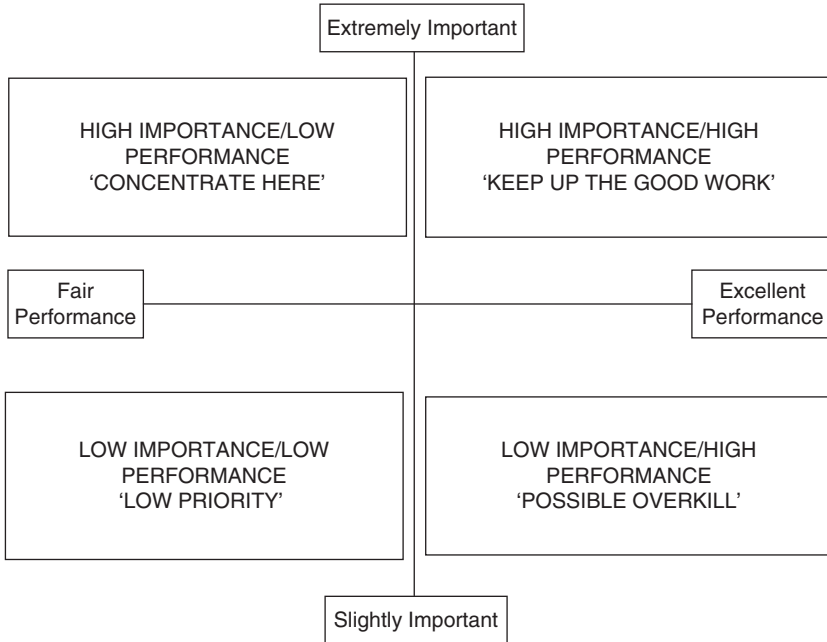 Extremely Important
HIGH IMPORTANCE/LOW
PERFORMANCE
‘CONCENTRATE HERE’
HIGH IMPORTANCE/HIGH
PERFORMANCE
‘KEEP UP THE GOOD WORK’
Fair
Performance
Excellent
Performance
LOW IMPORTANCE/LOW
PERFORMANCE
‘LOW PRIORITY’
LOW IMPORTANCE/HIGH
PERFORMANCE
‘POSSIBLE OVERKILL’
Slightly Important